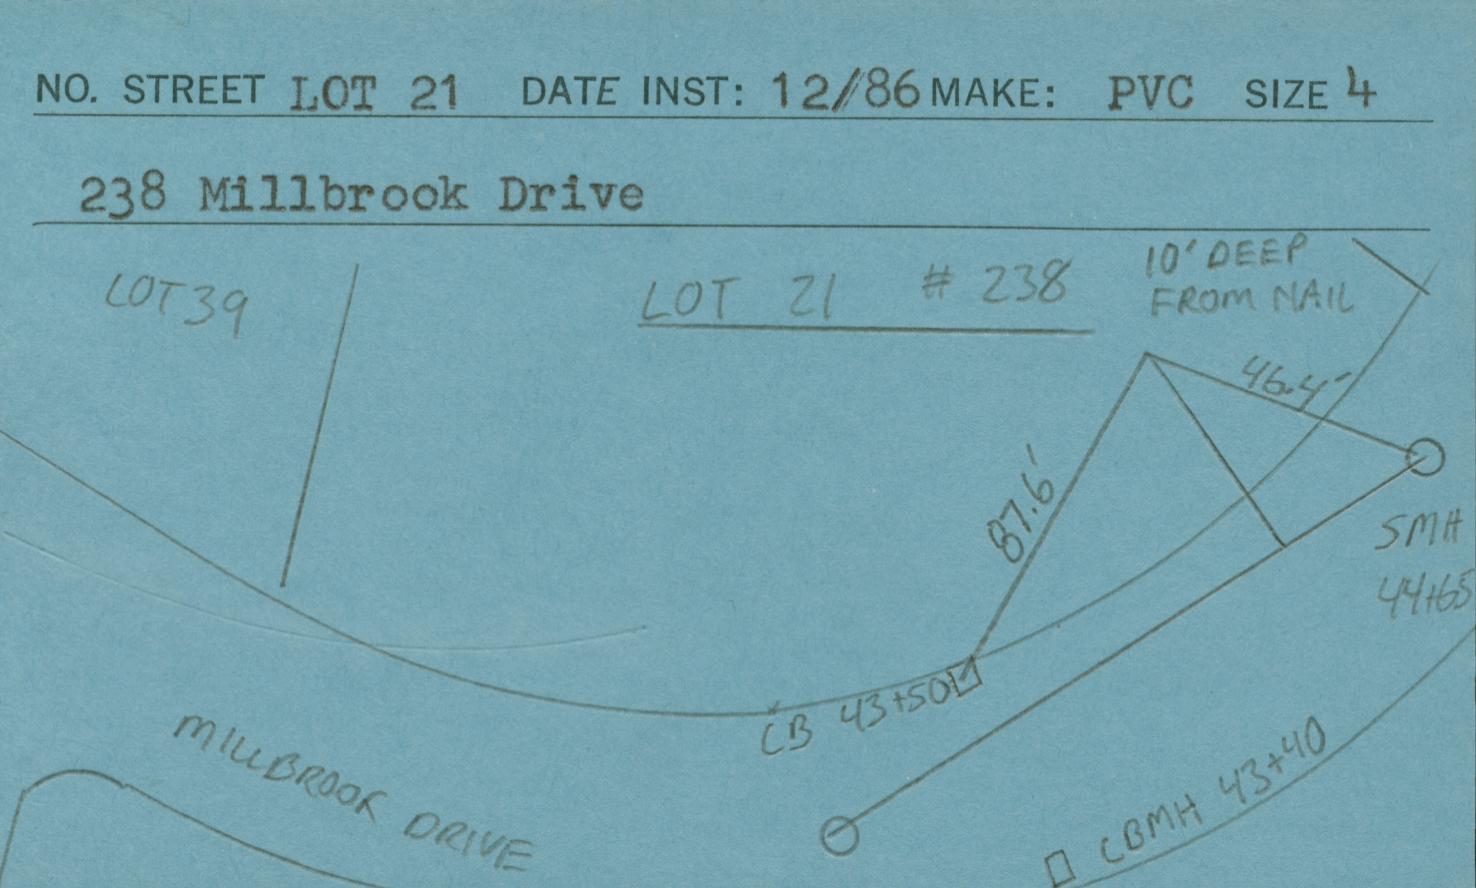 NO. STREET LOT 21 DATE INST: 12/86 MAKE: PVC SIZE 4
238 Millbrook Drive
LOT 39
LOT 21 # 238
10' DEEP
FROM NAIL
46.4'
87.6'
SMH
44+65
CB 43+50
MILLBROOK DRIVE
CBMH 43+40